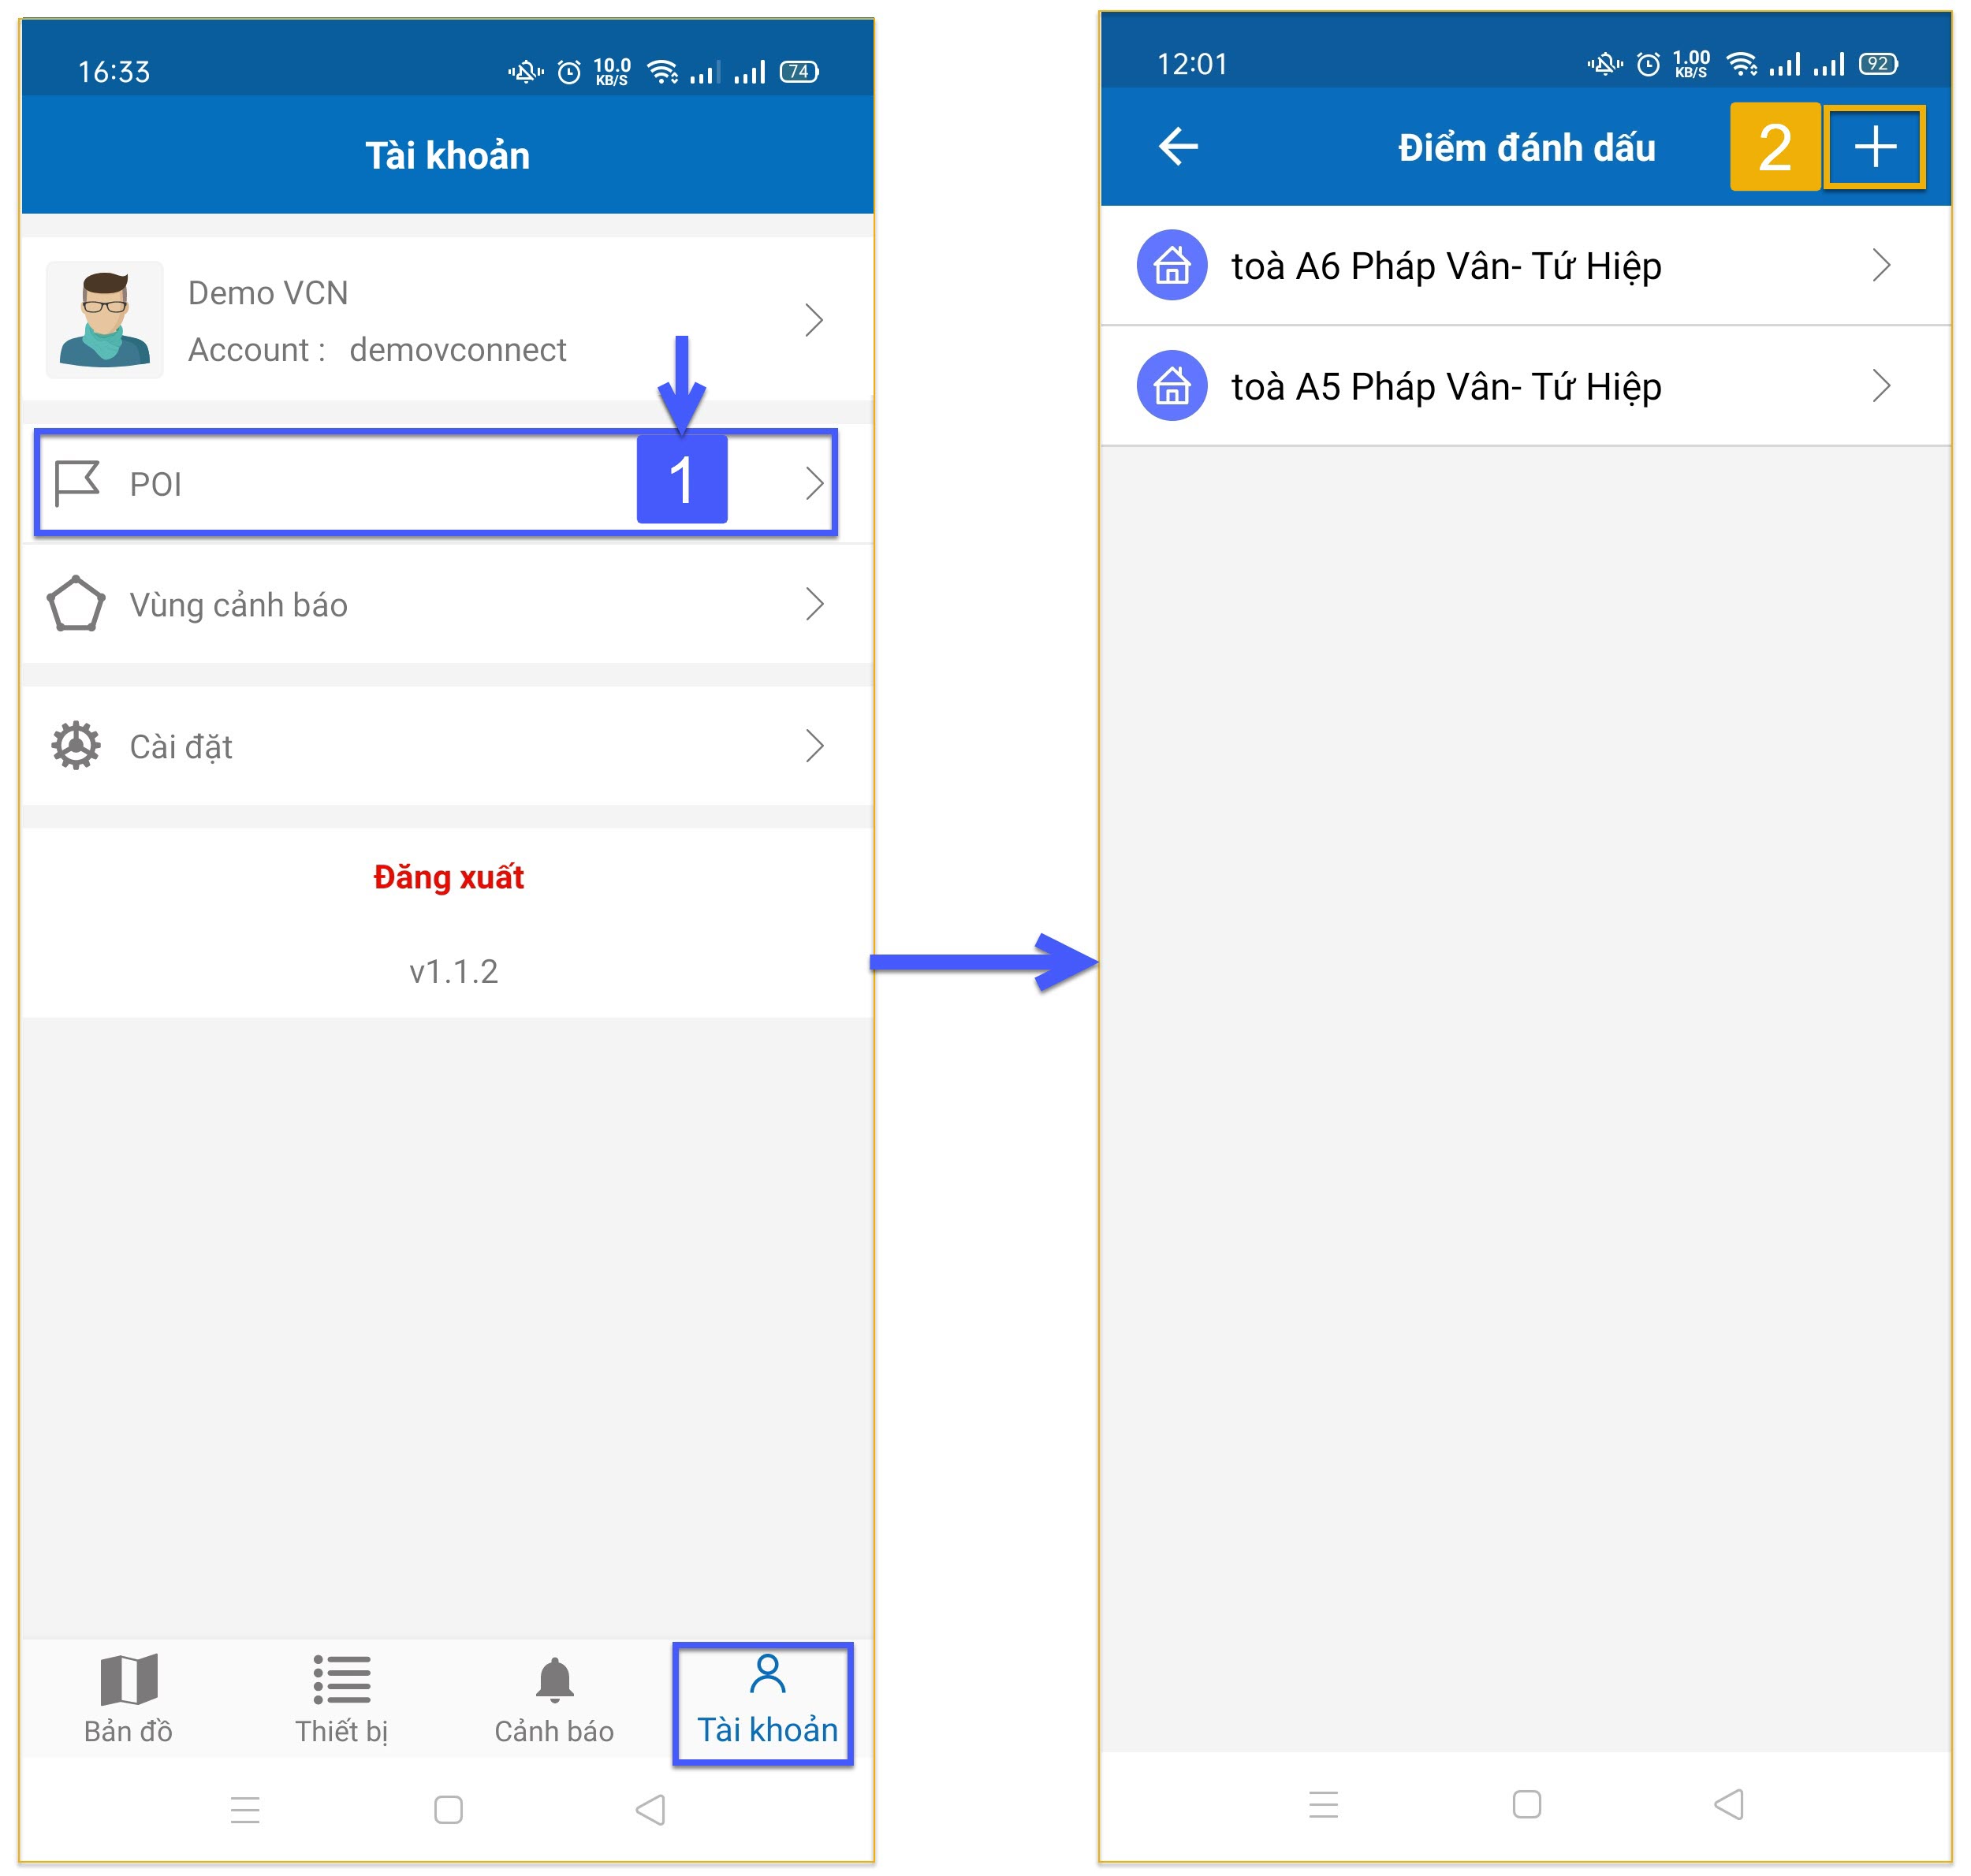 16:33
10.0
KB/S
74
Tài khoản
Demo VCN
Account : demovconnect
POI
1
Vùng cảnh báo
Cài đặt
Đăng xuất
v1.1.2
Bản đồ
Thiết bị
Cảnh báo
Tài khoản
12:01
1.00
KB/S
92
Điểm đánh dấu
2
toà A6 Pháp Vân- Tứ Hiệp
toà A5 Pháp Vân- Tứ Hiệp